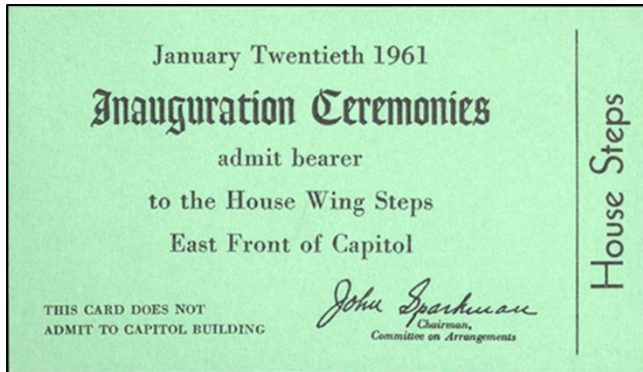 January Twentieth 1961
Inauguration Ceremonies
admit bearer
to the House Wing Steps
East Front of Capitol
THIS CARD DOES NOT
ADMIT TO CAPITOL BUILDING
John Sparkman
Chairman,
Committee on Arrangements
House Steps